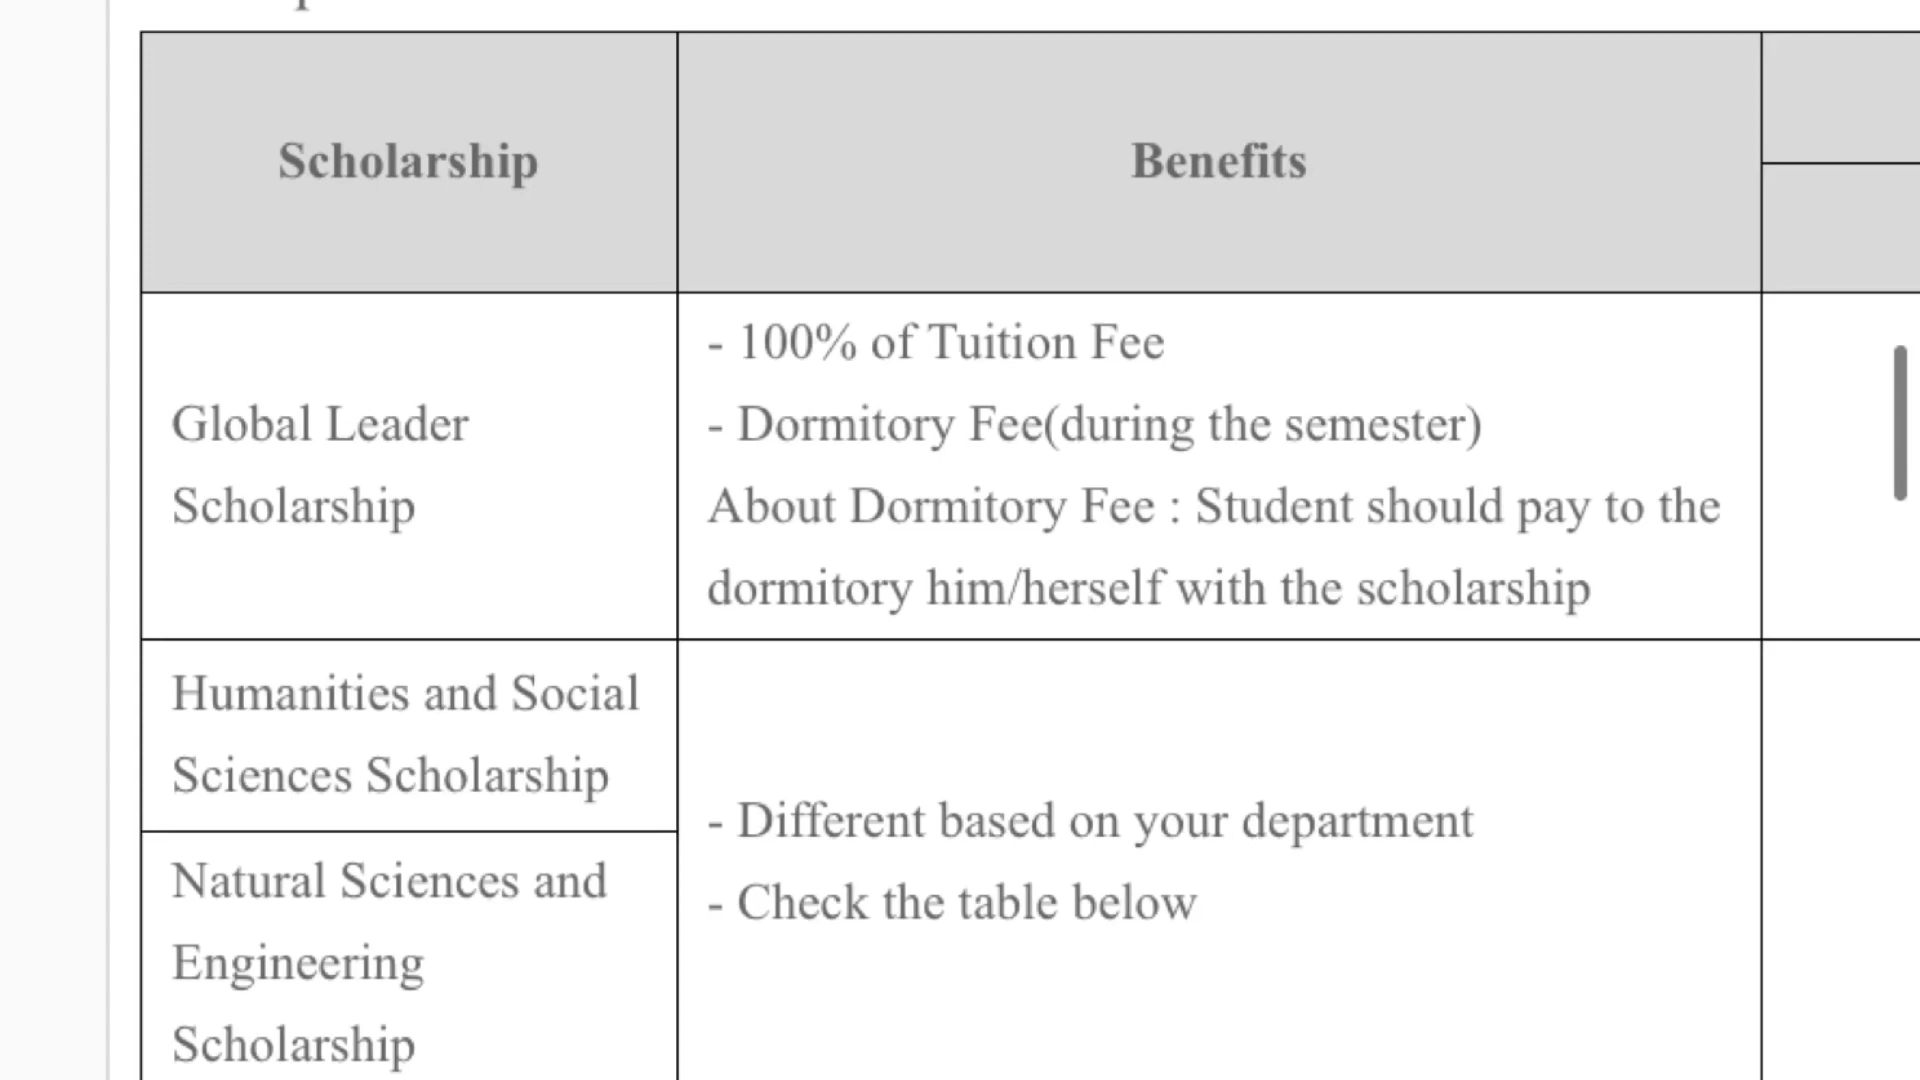 Scholarship
Benefits
Global Leader
Scholarship
- 100% of Tuition Fee
- Dormitory Fee(during the semester)
About Dormitory Fee : Student should pay to the
dormitory him/herself with the scholarship
Humanities and Social
Sciences Scholarship
Natural Sciences and
Engineering
Scholarship
- Different based on your department
- Check the table below